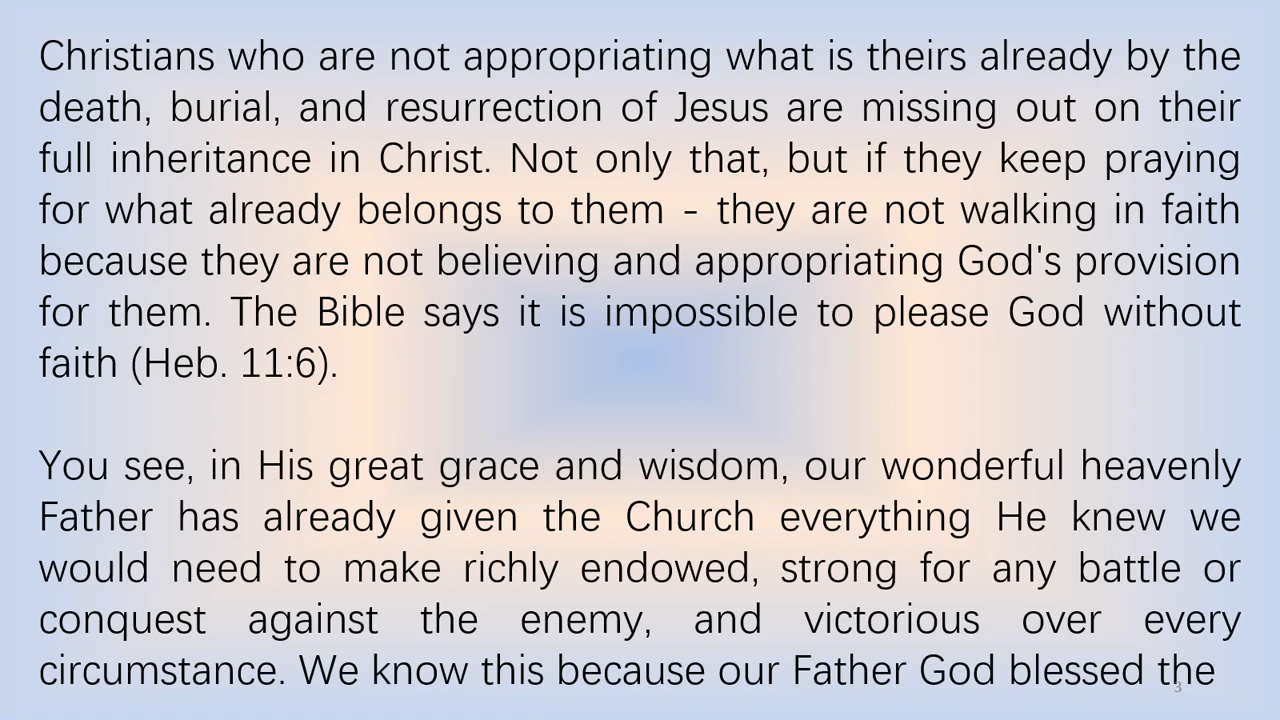 Christians who are not appropriating what is theirs already by the
death, burial, and resurrection of Jesus are missing out on their
full inheritance in Christ. Not only that, but if they keep praying
for what already belongs to them - they are not walking in faith
because they are not believing and appropriating God's provision
for them. The Bible says it is impossible to please God without
faith (Heb. 11:6).
You see, in His great grace and wisdom, our wonderful heavenly
Father has already given the Church everything He knew we
would need to make richly endowed, strong for any battle or
conquest against the enemy, and victorious over every
circumstance. We know this because our Father God blessed the
3